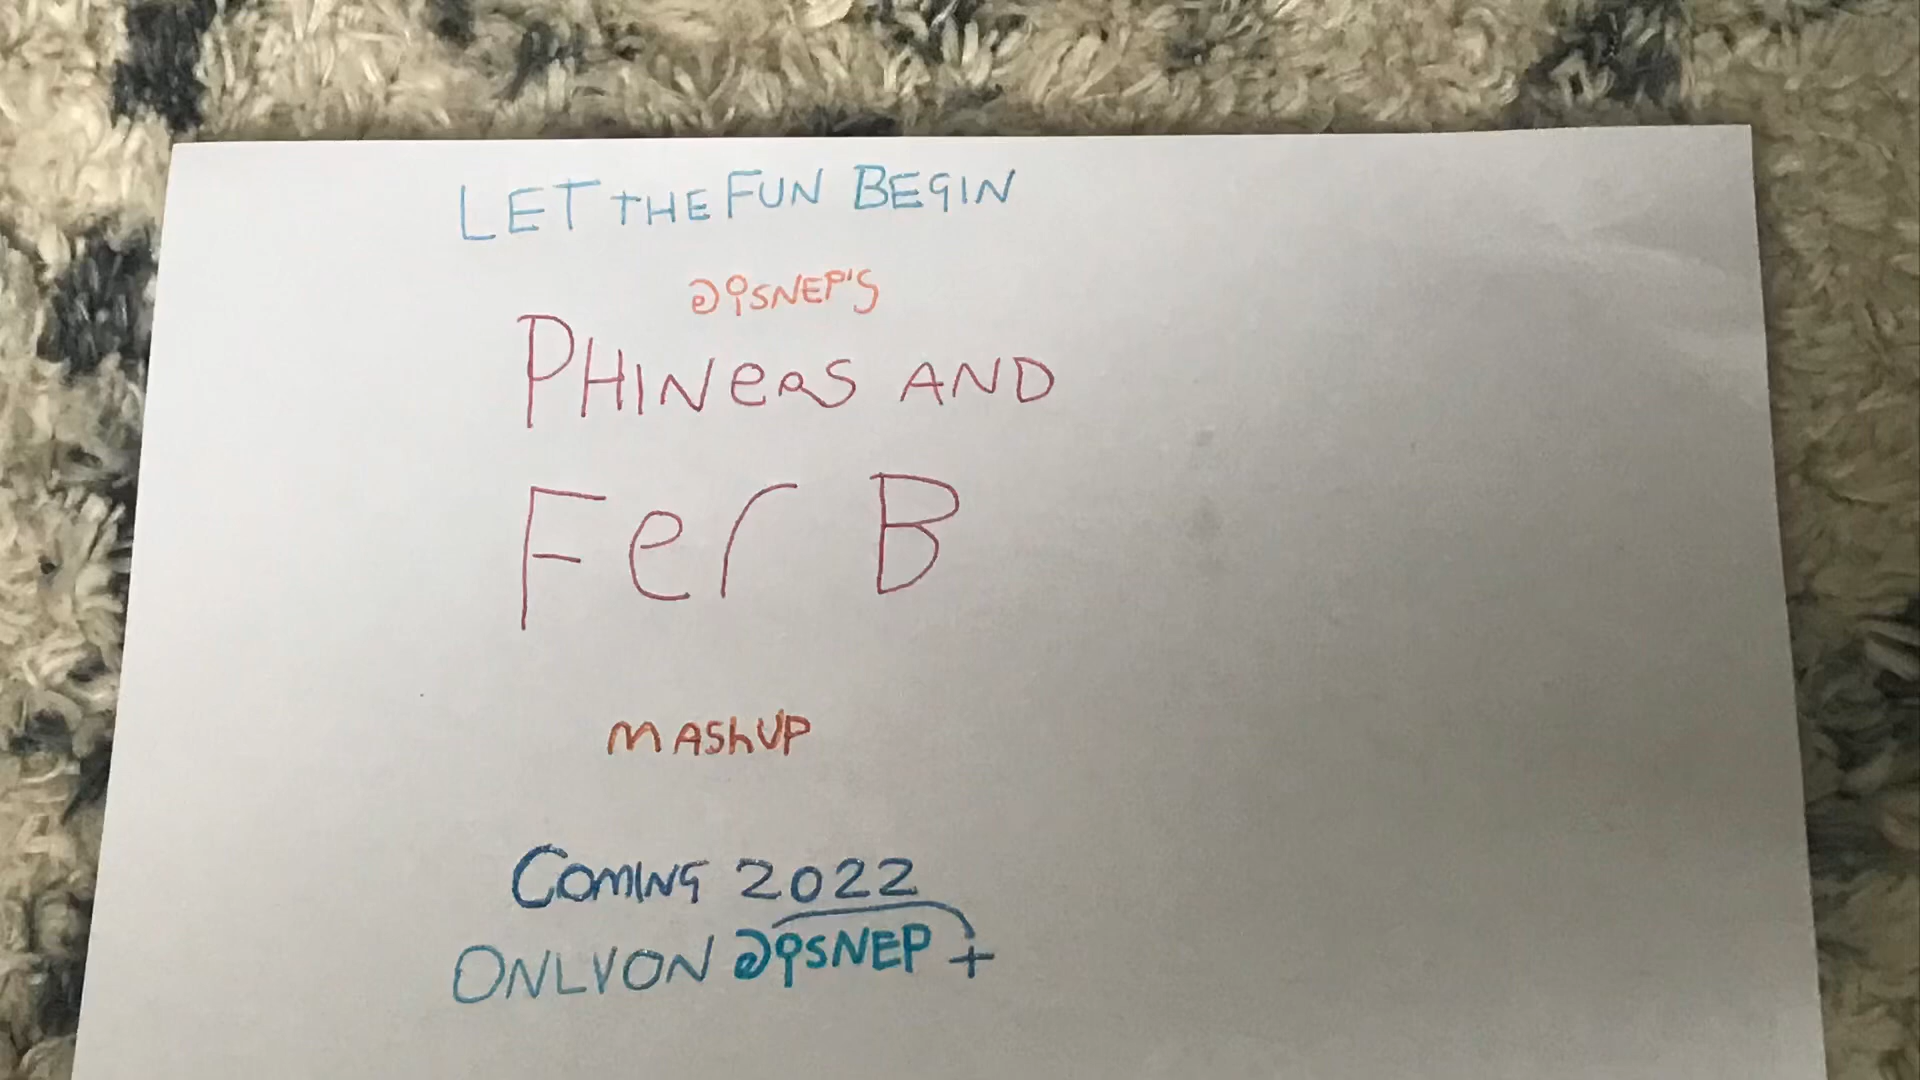 LET THE FUN BEGIN
DISNEP'S
PHINEAS AND
Fer B
MASHUP
COMING 2022
ONLVON DISNEP +